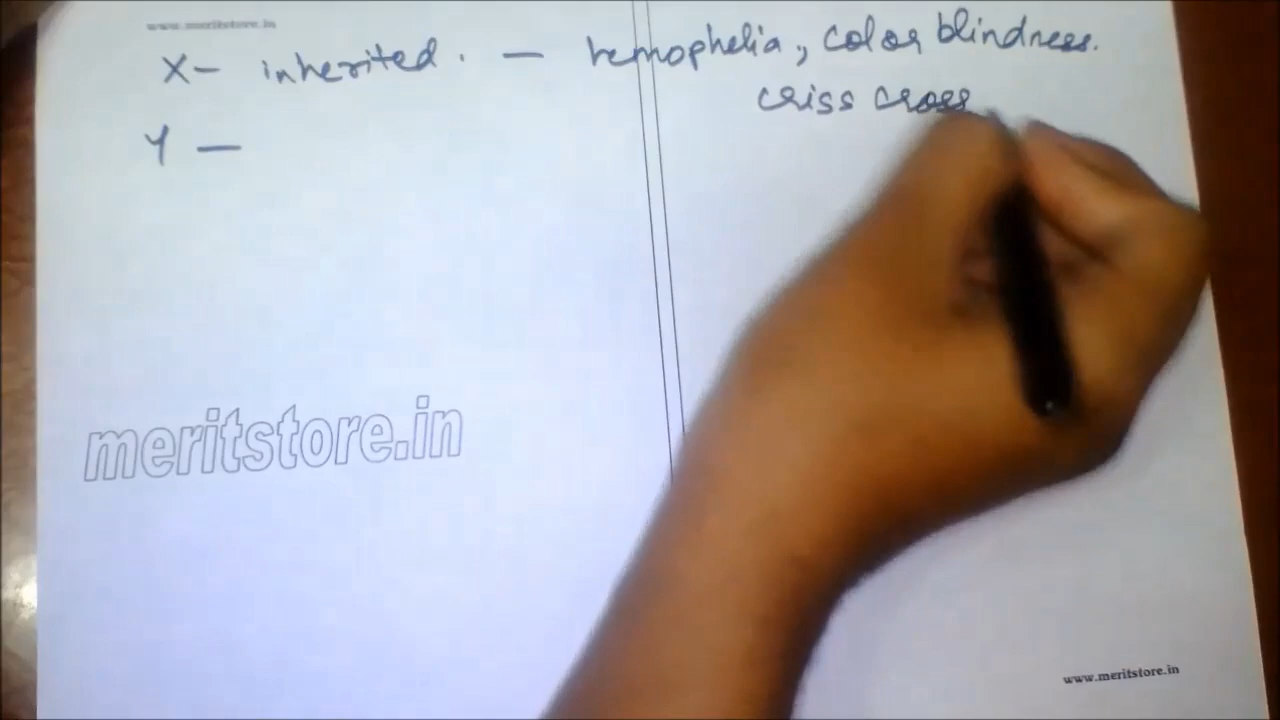 www.meritstore.in
X- inherited. — hemophelia, color blindness.
criss cross
Y —
meritstore.in
www.meritstore.in